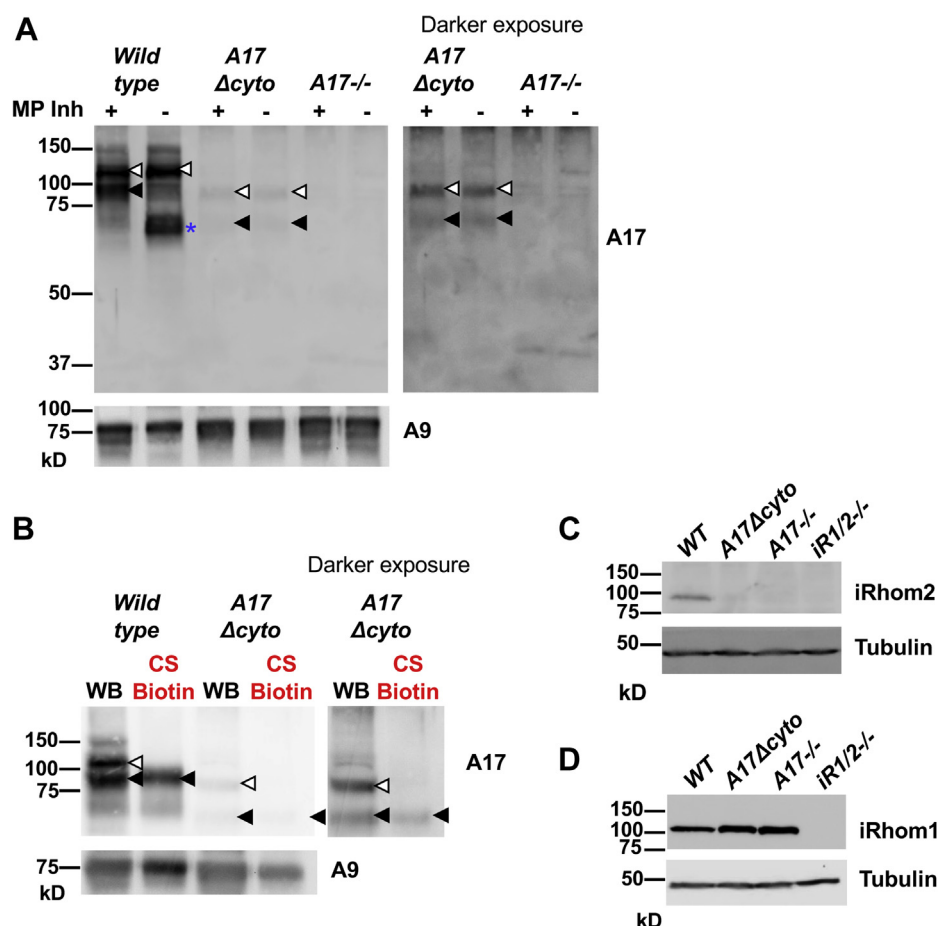 A
Darker exposure
Wild type
A17 Δcyto
A17-/-
A17 Δcyto
A17-/-
MP Inh
+ - + - + - + - + -
150
100
75
50
37
*
A17
100
75
kD
A9
B
Darker exposure
Wild type
A17 Δcyto
A17 Δcyto
WB
CS Biotin
WB
CS Biotin
WB
CS Biotin
150
100
75
A17
75
kD
A9
C
WT
A17Δcyto
A17-/-
iR1/2-/-
150
100
75
iRhom2
50
Tubulin
kD
D
WT
A17Δcyto
A17-/-
iR1/2-/-
150
100
75
iRhom1
50
Tubulin
kD